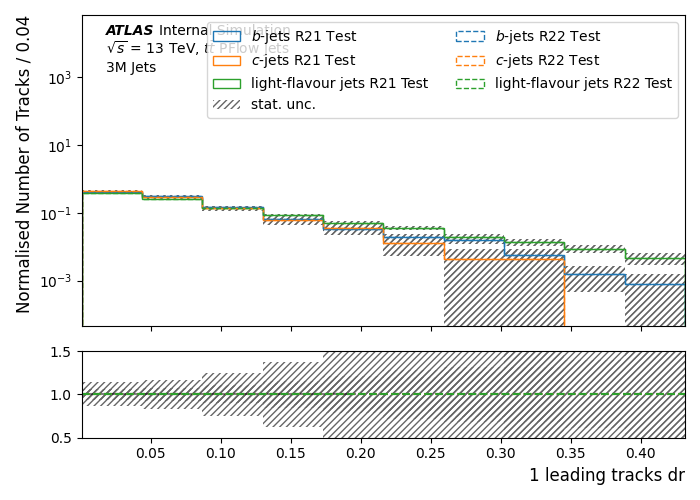 ATLAS Internal Simulation
√s = 13 TeV, tt̄ PFlow jets
3M Jets
b-jets R21 Test
c-jets R21 Test
light-flavour jets R21 Test
stat. unc.
b-jets R22 Test
c-jets R22 Test
light-flavour jets R22 Test
Normalised Number of Tracks / 0.04
10³
10¹
10⁻¹
10⁻³
1.5
1.0
0.5
0.05 0.10 0.15 0.20 0.25 0.30 0.35 0.40
1 leading tracks dr